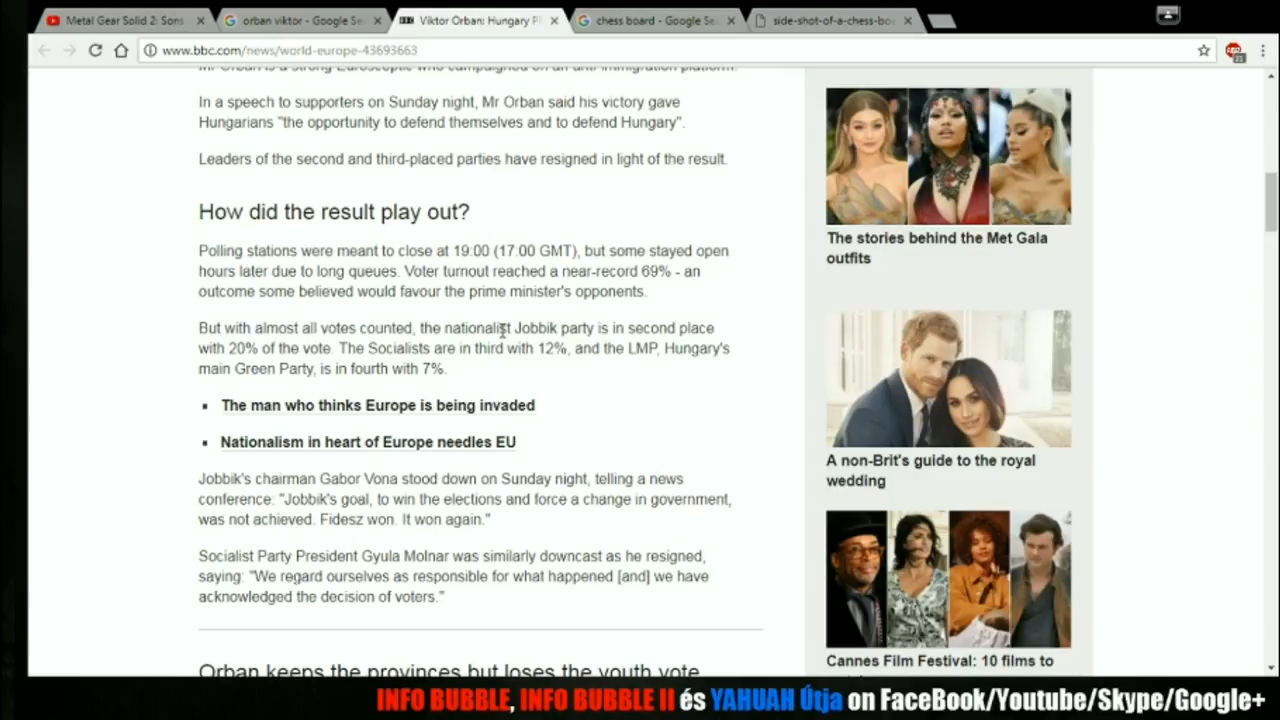 Metal Gear Solid 2: Sons
orban viktor - Google Se
Viktor Orban: Hungary P
chess board - Google Se
side-shot-of-a-chess-bo
www.bbc.com/news/world-europe-43693663
21
Mr Orban is a strong Eurosceptic who campaigned on an anti-immigration platform.
In a speech to supporters on Sunday night, Mr Orban said his victory gave
Hungarians "the opportunity to defend themselves and to defend Hungary".
Leaders of the second and third-placed parties have resigned in light of the result.
How did the result play out?
Polling stations were meant to close at 19:00 (17:00 GMT), but some stayed open
hours later due to long queues. Voter turnout reached a near-record 69% - an
outcome some believed would favour the prime minister's opponents.
But with almost all votes counted, the nationalist Jobbik party is in second place
with 20% of the vote. The Socialists are in third with 12%, and the LMP, Hungary's
main Green Party, is in fourth with 7%.
The man who thinks Europe is being invaded
Nationalism in heart of Europe needles EU
Jobbik's chairman Gabor Vona stood down on Sunday night, telling a news
conference: "Jobbik's goal, to win the elections and force a change in government,
was not achieved. Fidesz won. It won again."
Socialist Party President Gyula Molnar was similarly downcast as he resigned,
saying: "We regard ourselves as responsible for what happened [and] we have
acknowledged the decision of voters."
Orban keeps the provinces but loses the youth vote
The stories behind the Met Gala
outfits
A non-Brit's guide to the royal
wedding
Cannes Film Festival: 10 films to
INFO BUBBLE, INFO BUBBLE II és YAHUAH Útja on FaceBook/Youtube/Skype/Google+